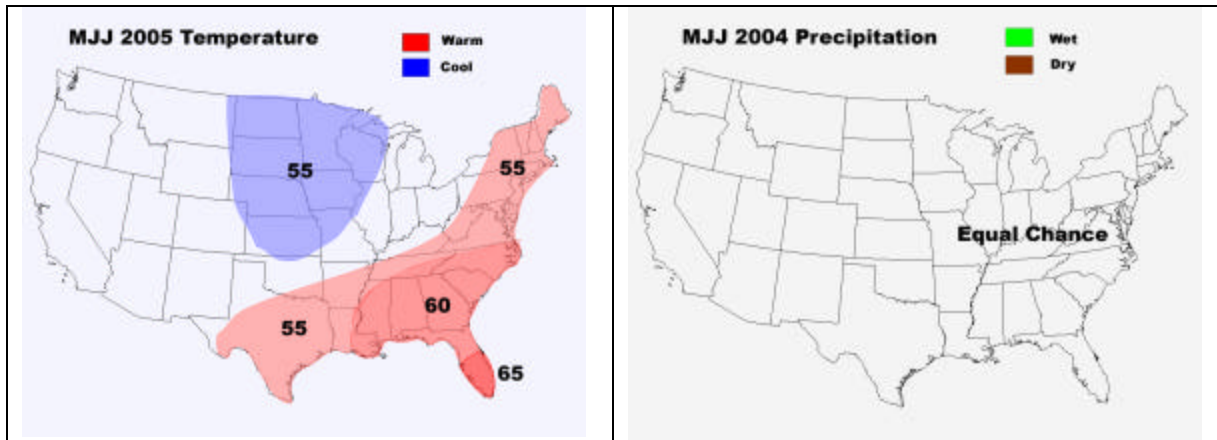 MJJ 2005 Temperature
Warm
Cool
55
55
60
55
65
MJJ 2004 Precipitation
Wet
Dry
Equal Chance